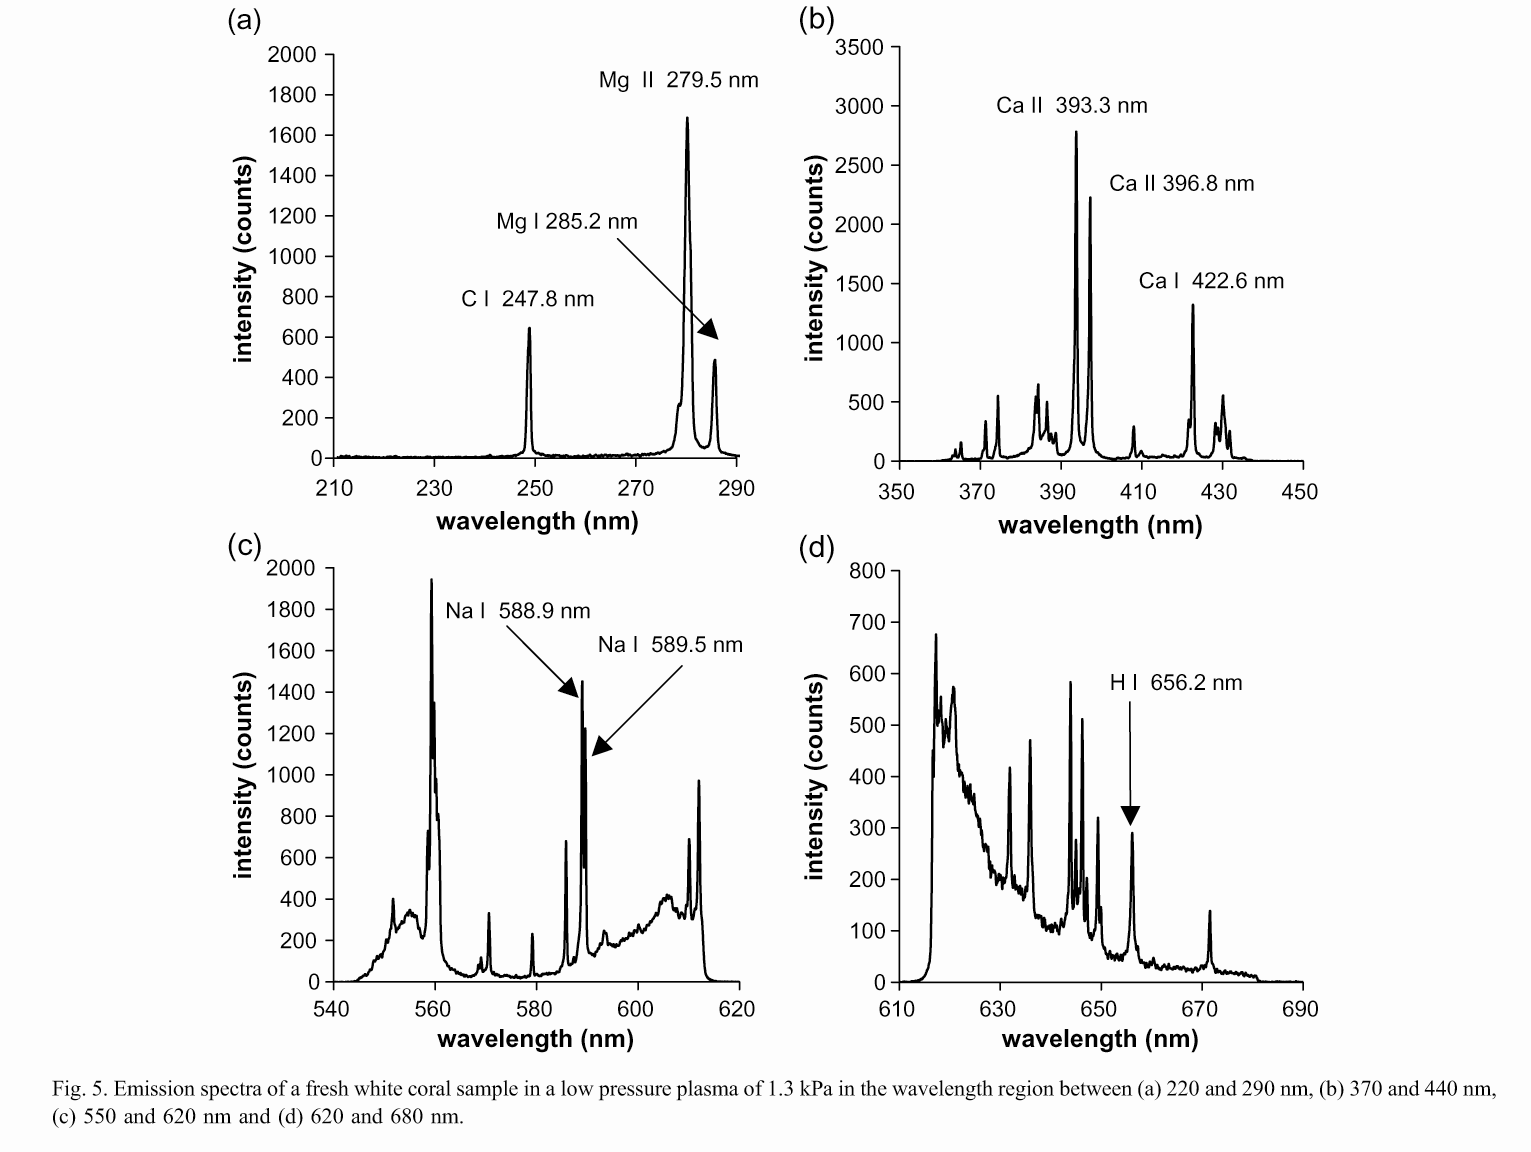 (a)
2000
1800
1600
1400
1200
1000
800
600
400
200
0
intensity (counts)
Mg II 279.5 nm
Mg I 285.2 nm
C I 247.8 nm
210 230 250 270 290
wavelength (nm)
(b)
3500
3000
2500
2000
1500
1000
500
0
intensity (counts)
Ca II 393.3 nm
Ca II 396.8 nm
Ca I 422.6 nm
350 370 390 410 430 450
wavelength (nm)
(c)
2000
1800
1600
1400
1200
1000
800
600
400
200
0
intensity (counts)
Na I 588.9 nm
Na I 589.5 nm
540 560 580 600 620
wavelength (nm)
(d)
800
700
600
500
400
300
200
100
0
intensity (counts)
H I 656.2 nm
610 630 650 670 690
wavelength (nm)
Fig. 5. Emission spectra of a fresh white coral sample in a low pressure plasma of 1.3 kPa in the wavelength region between (a) 220 and 290 nm, (b) 370 and 440 nm,
(c) 550 and 620 nm and (d) 620 and 680 nm.